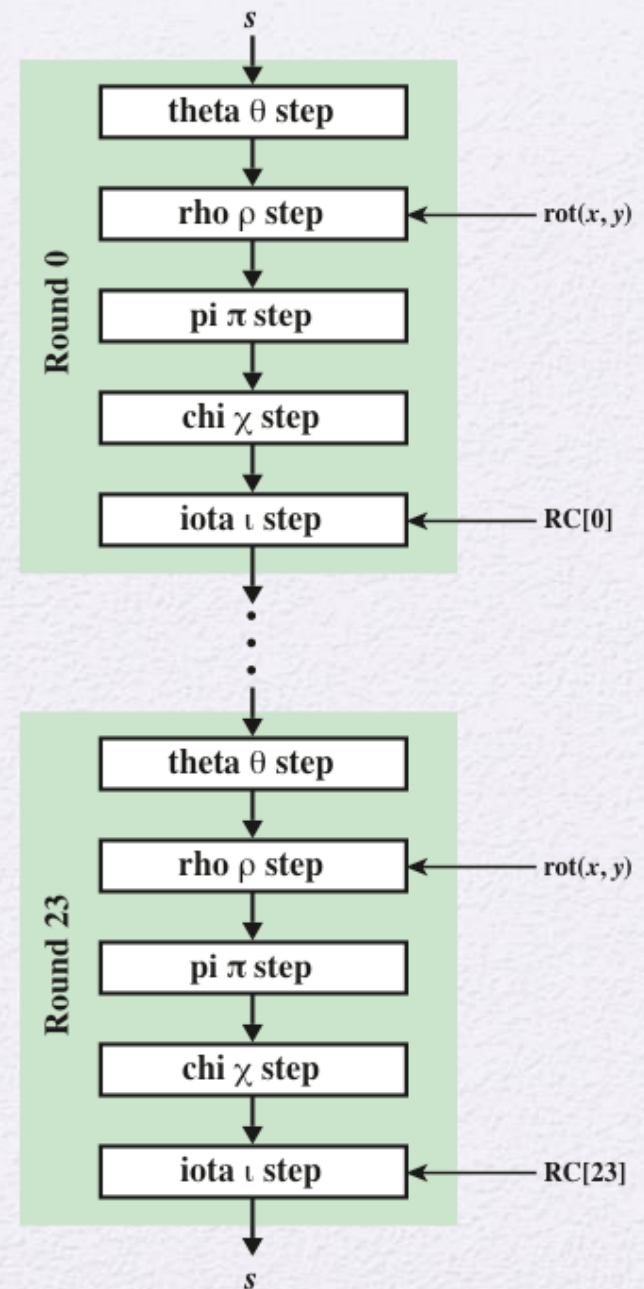 s
theta θ step
rho ρ step
rot(x, y)
pi π step
Round 0
chi χ step
iota ι step
RC[0]
theta θ step
rho ρ step
rot(x, y)
pi π step
Round 23
chi χ step
iota ι step
RC[23]
s